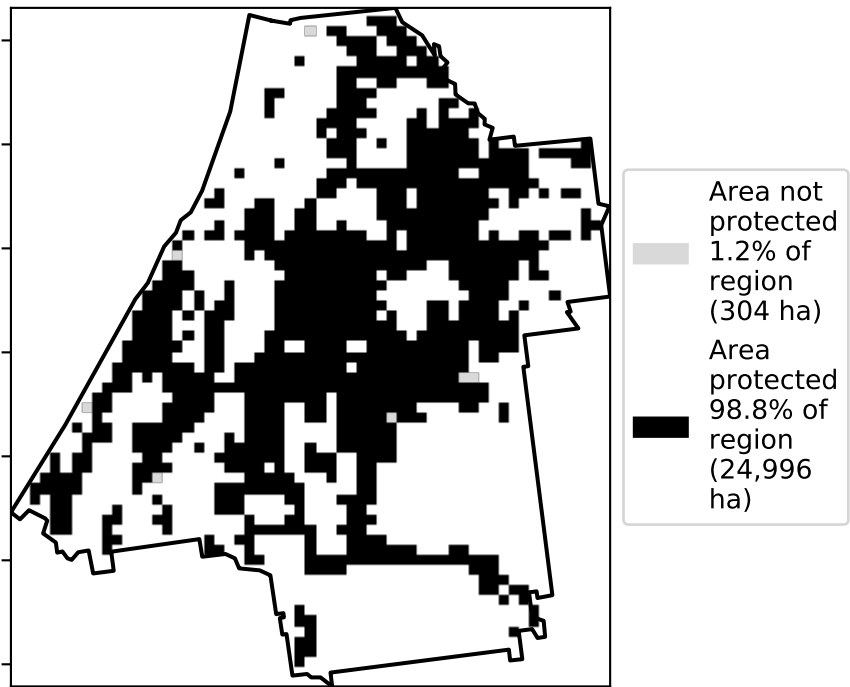 Area not
protected
1.2% of
region
(304 ha)
Area
protected
98.8% of
region
(24,996
ha)